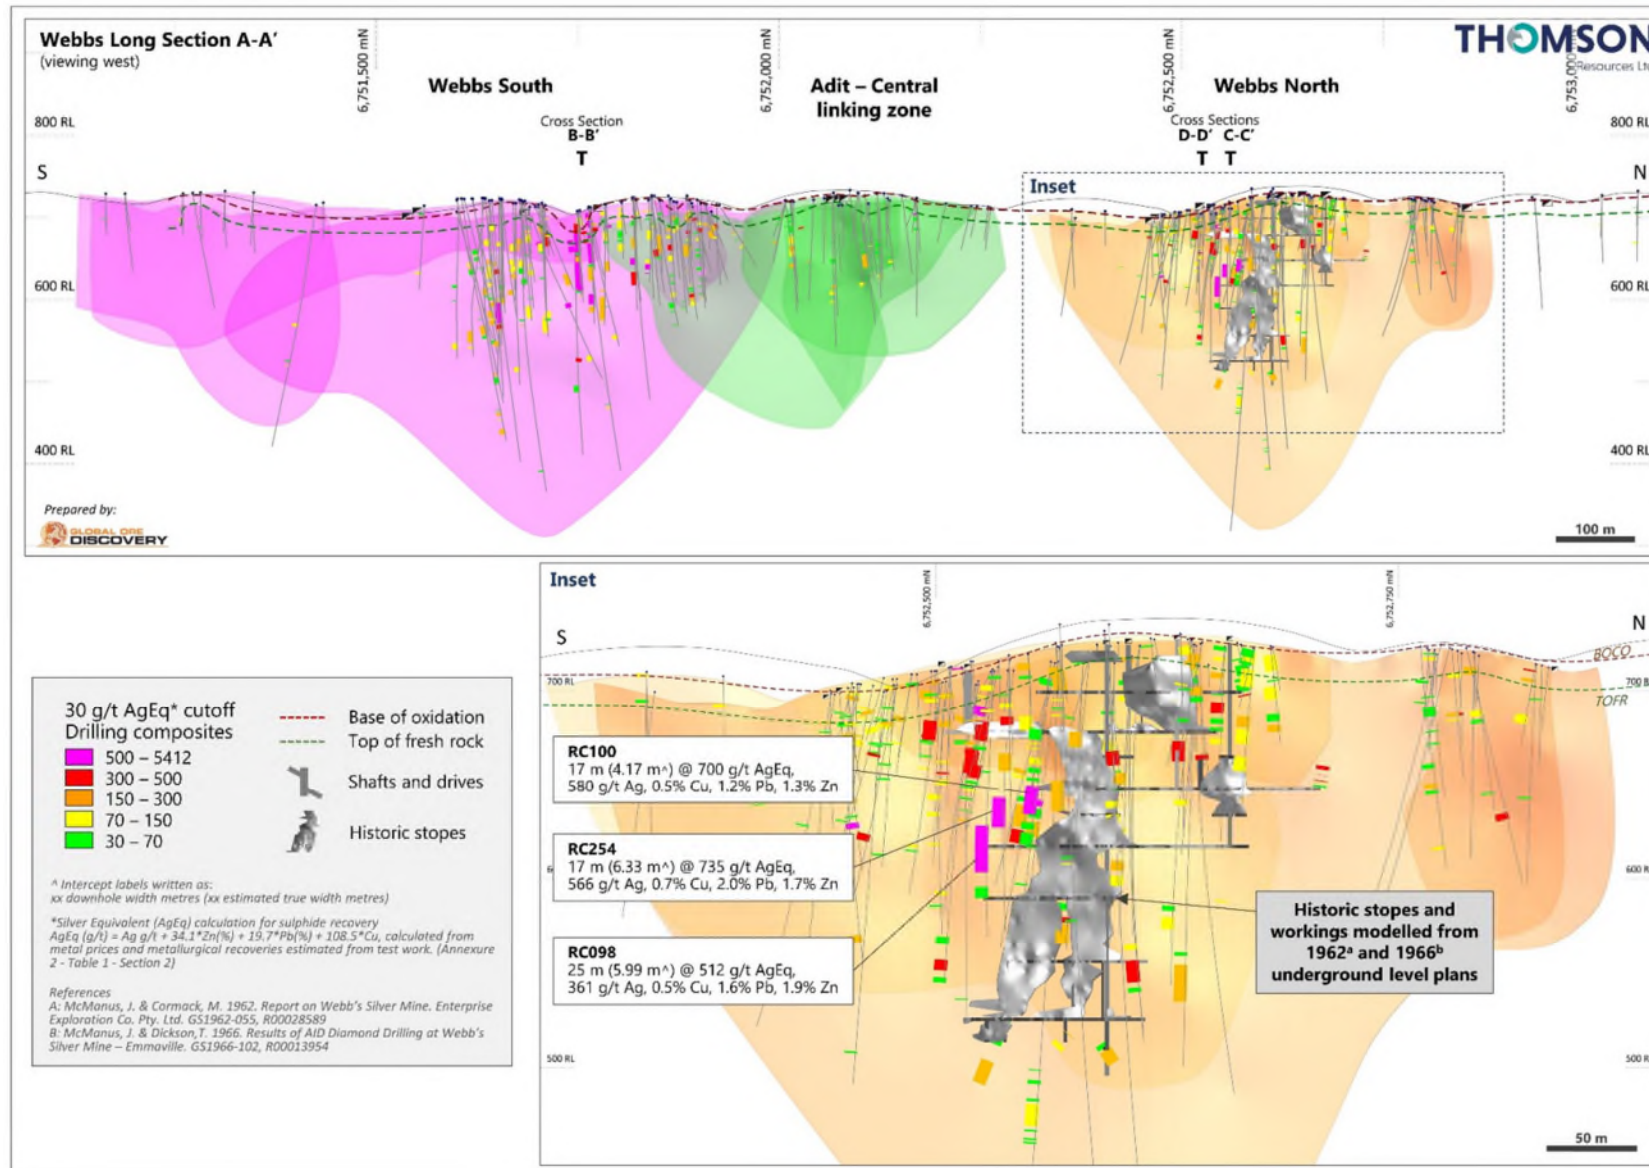 Webbs Long Section A-A'
(viewing west)
6,751,500 mN
6,752,000 mN
6,752,500 mN
THOMSON
Resources Ltd
Webbs South
Adit – Central
linking zone
Webbs North
Cross Section
B-B'
T
Cross Sections
D-D' C-C'
T T
800 RL
800 RL
S
N
Inset
600 RL
600 RL
400 RL
400 RL
Prepared by:
GLOBAL ORE
DISCOVERY
100 m
Inset
6,752,500 mN
6,752,750 mN
S
N
BOCO
TOFR
700 RL
500 RL
RC100
17 m (4.17 m^) @ 700 g/t AgEq,
580 g/t Ag, 0.5% Cu, 1.2% Pb, 1.3% Zn
RC254
17 m (6.33 m^) @ 735 g/t AgEq,
566 g/t Ag, 0.7% Cu, 2.0% Pb, 1.7% Zn
RC098
25 m (5.99 m^) @ 512 g/t AgEq,
361 g/t Ag, 0.5% Cu, 1.6% Pb, 1.9% Zn
Historic stopes and
workings modelled from
1962ᵃ and 1966ᵇ
underground level plans
50 m
30 g/t AgEq* cutoff
Drilling composites
500 – 5412
300 – 500
150 – 300
70 – 150
30 – 70
Base of oxidation
Top of fresh rock
Shafts and drives
Historic stopes
^ Intercept labels written as:
xx downhole width metres (xx estimated true width metres)
*Silver Equivalent (AgEq) calculation for sulphide recovery
AgEq (g/t) = Ag g/t + 34.1*Zn(%) + 19.7*Pb(%) + 108.5*Cu, calculated from
metal prices and metallurgical recoveries estimated from test work. (Annexure
2 - Table 1 - Section 2)
References
A: McManus, J. & Cormack, M. 1962. Report on Webb's Silver Mine. Enterprise
Exploration Co. Pty. Ltd. GS1962-055, R00028589
B: McManus, J. & Dickson,T. 1966. Results of AID Diamond Drilling at Webb's
Silver Mine – Emmaville. GS1966-102, R00013954